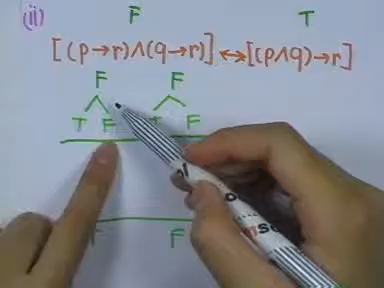 (ii) F T
[(p→r)∧(q→r)]↔[(p∧q)→r]
F F
T F T F
F F